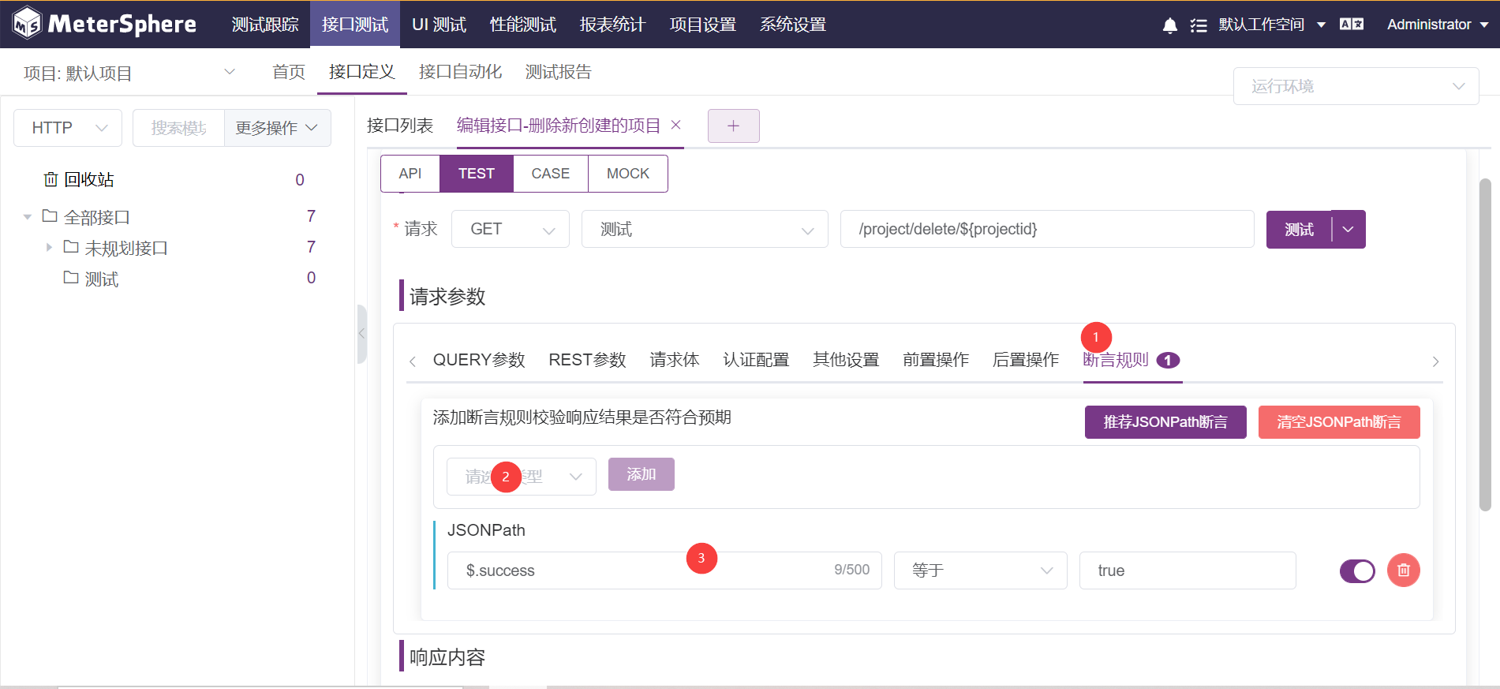 MS MeterSphere 测试跟踪 接口测试 UI 测试 性能测试 报表统计 项目设置 系统设置 默认工作空间 Administrator
项目: 默认项目 首页 接口定义 接口自动化 测试报告
运行环境
HTTP 搜索模块 更多操作
接口列表 编辑接口-删除新创建的项目 × +
API TEST CASE MOCK
回收站 0
全部接口 7
未规划接口 7
测试 0
* 请求 GET 测试 /project/delete/${projectid} 测试
请求参数
1
QUERY参数 REST参数 请求体 认证配置 其他设置 前置操作 后置操作 断言规则 1
添加断言规则校验响应结果是否符合预期 推荐JSONPath断言 清空JSONPath断言
请 2 类型 添加
JSONPath
3
$.success 9/500 等于 true
响应内容